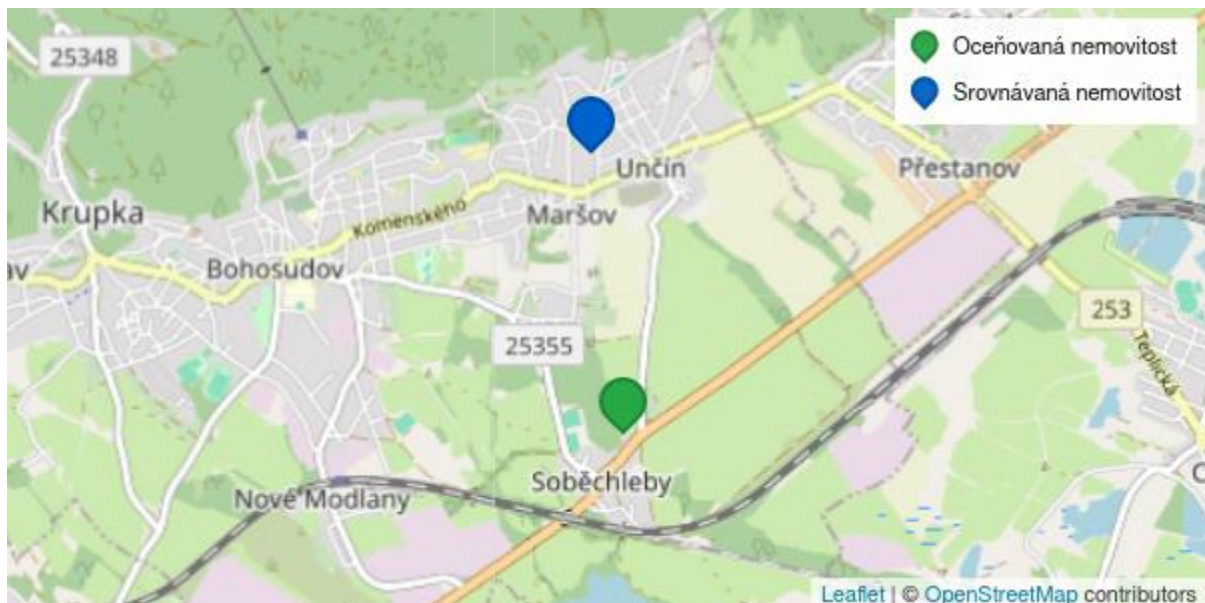 25348
Oceňovaná nemovitost
Srovnávaná nemovitost
Unčín
Přestanov
Krupka
Komenského
Maršov
Bohosudov
253
25355
Teplická
Soběchleby
Nové Modlany
Leaflet | © OpenStreetMap contributors